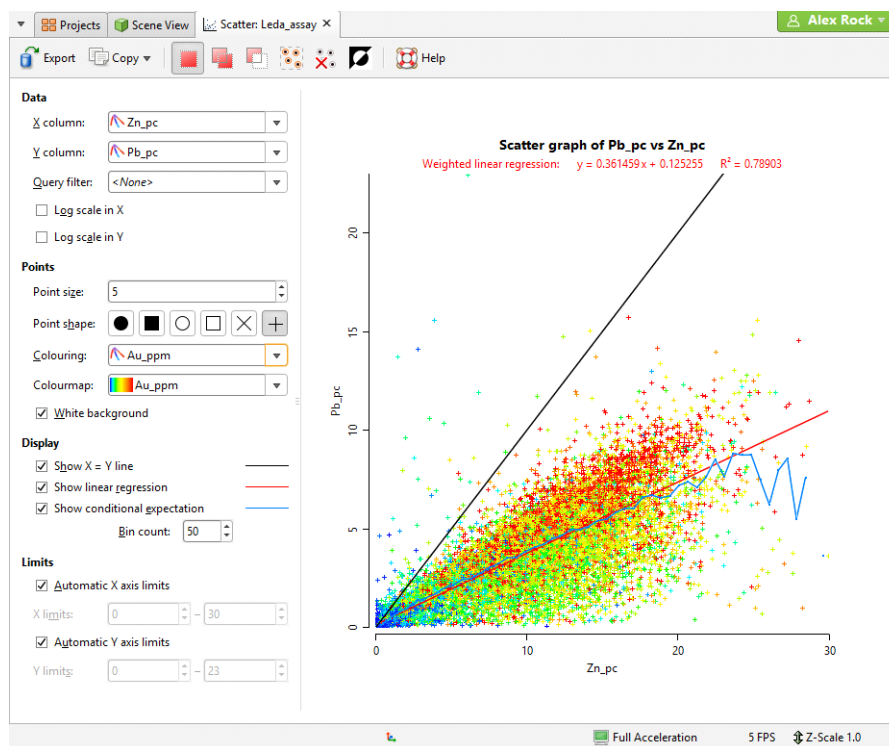 Projects
Scene View
Scatter: Leda_assay
Alex Rock
Export
Copy
Help
Data
X column: Zn_pc
Y column: Pb_pc
Query filter: <None>
Log scale in X
Log scale in Y
Points
Point size: 5
Point shape:
Colouring: Au_ppm
Colourmap: Au_ppm
White background
Display
Show X = Y line
Show linear regression
Show conditional expectation
Bin count: 50
Limits
Automatic X axis limits
X limits: 0 – 30
Automatic Y axis limits
Y limits: 0 – 23
Scatter graph of Pb_pc vs Zn_pc
Weighted linear regression: y = 0.361459x + 0.125255 R² = 0.78903
Pb_pc
20
15
10
5
0
0 10 20 30
Zn_pc
Full Acceleration 5 FPS Z-Scale 1.0